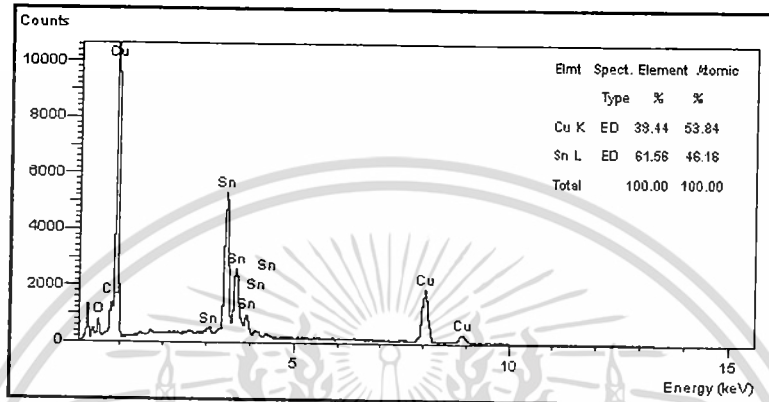 Counts
10000
8000
6000
4000
2000
0
Cu
C
O
Sn
Sn
Sn
Sn
Sn
Sn
Cu
Cu
5
10
15
Energy (keV)
Elmt Spect. Element Atomic
Type % %
Cu K ED 38.44 53.84
Sn L ED 61.56 46.16
Total 100.00 100.00